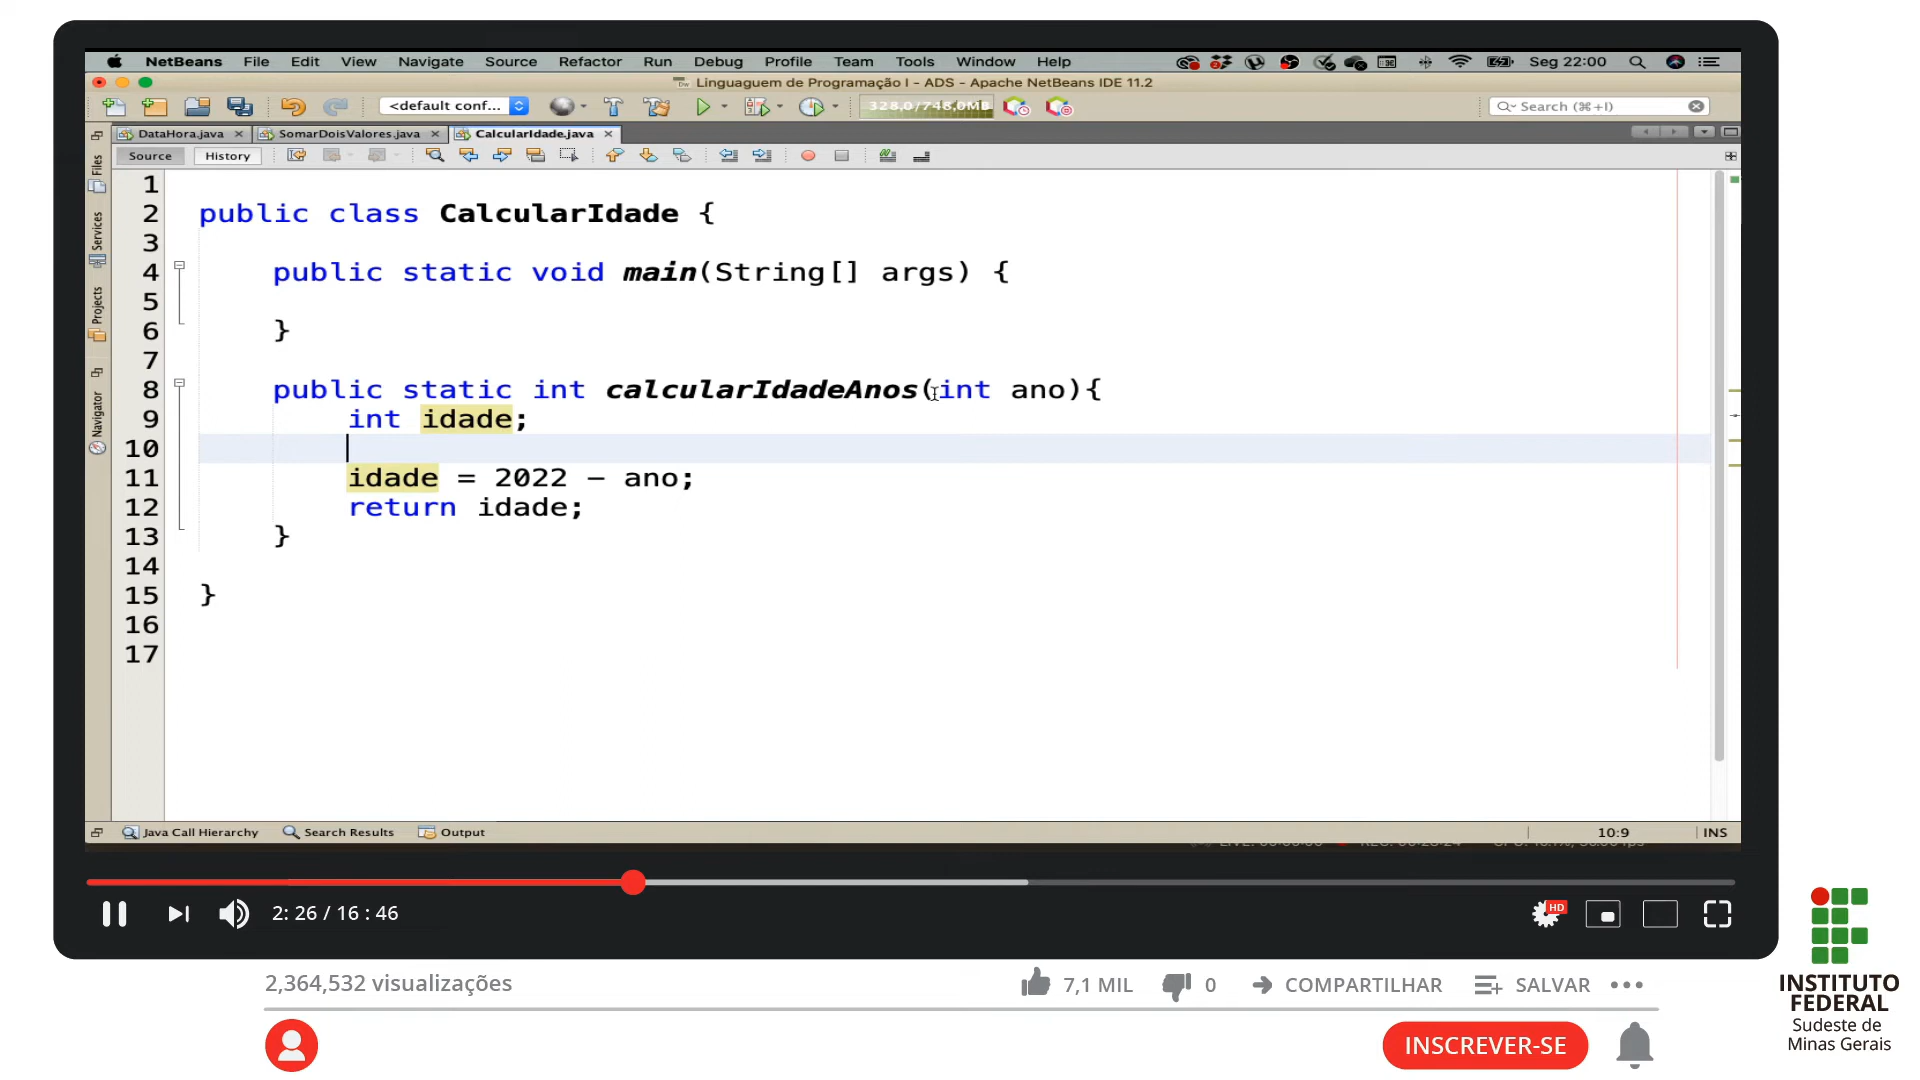 NetBeans File Edit View Navigate Source Refactor Run Debug Profile Team Tools Window Help Seg 22:00
Linguaguem de Programação I - ADS - Apache NetBeans IDE 11.2
<default conf... 328,0/748,0MB Search (⌘+I)
DataHora.java SomarDoisValores.java CalcularIdade.java
Source History
Files
Services
Projects
Navigator
1
2 public class CalcularIdade {
3
4 public static void main(String[] args) {
5
6 }
7
8 public static int calcularIdadeAnos(int ano){
9 int idade;
10
11 idade = 2022 - ano;
12 return idade;
13 }
14
15 }
16
17
Java Call Hierarchy Search Results Output 10:9 INS
2: 26 / 16 : 46 HD
2,364,532 visualizações 7,1 MIL 0 COMPARTILHAR SALVAR
INSCREVER-SE
INSTITUTO
FEDERAL
Sudeste de
Minas Gerais